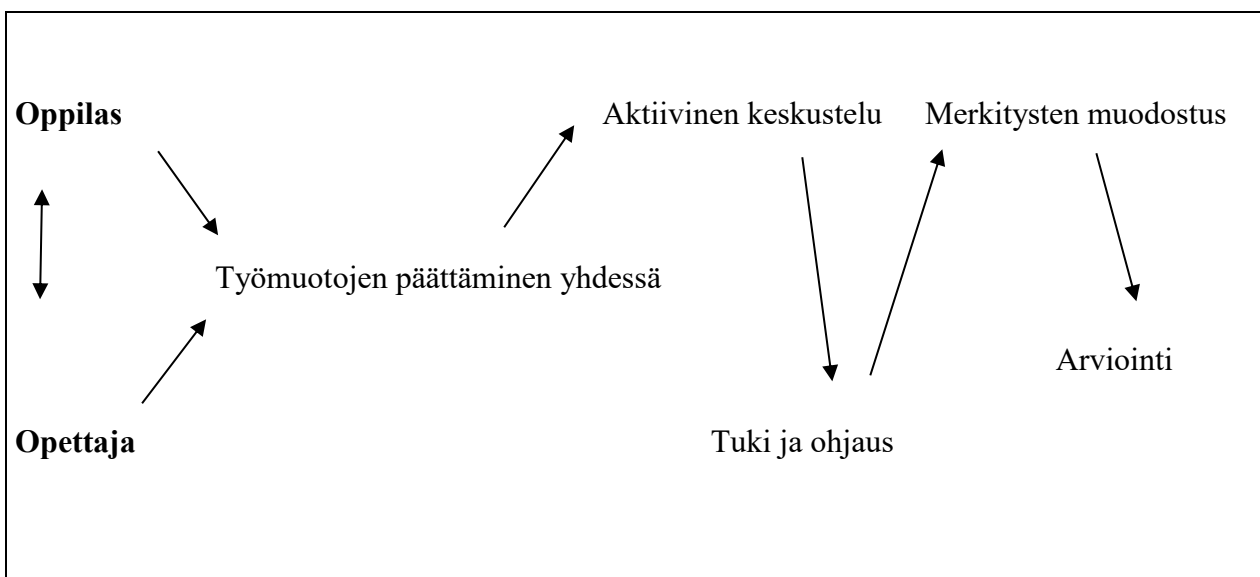 Oppilas
Aktiivinen keskustelu
Merkitysten muodostus
Työmuotojen päättäminen yhdessä
Arviointi
Opettaja
Tuki ja ohjaus